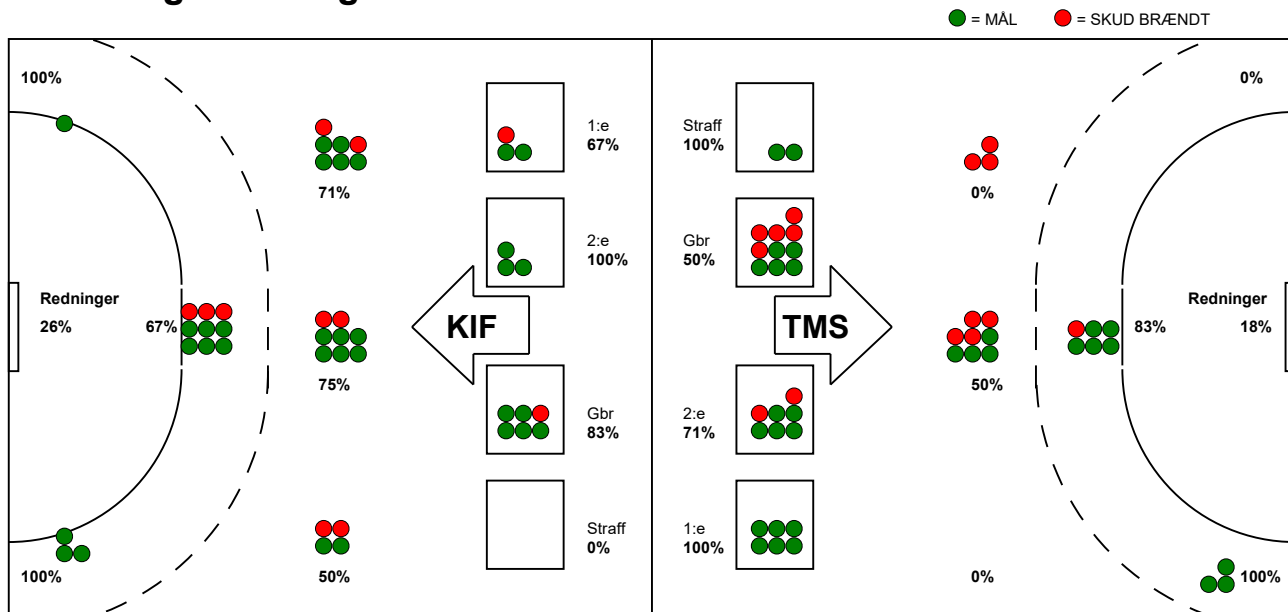 = MÅL = SKUD BRÆNDT
100%
0%
1:e
67%
Straff
100%
71%
0%
2:e
100%
Gbr
50%
Redninger
26%
67%
KIF
TMS
83%
Redninger
18%
75%
50%
Gbr
83%
2:e
71%
Straff
0%
1:e
100%
100%
50%
0%
100%